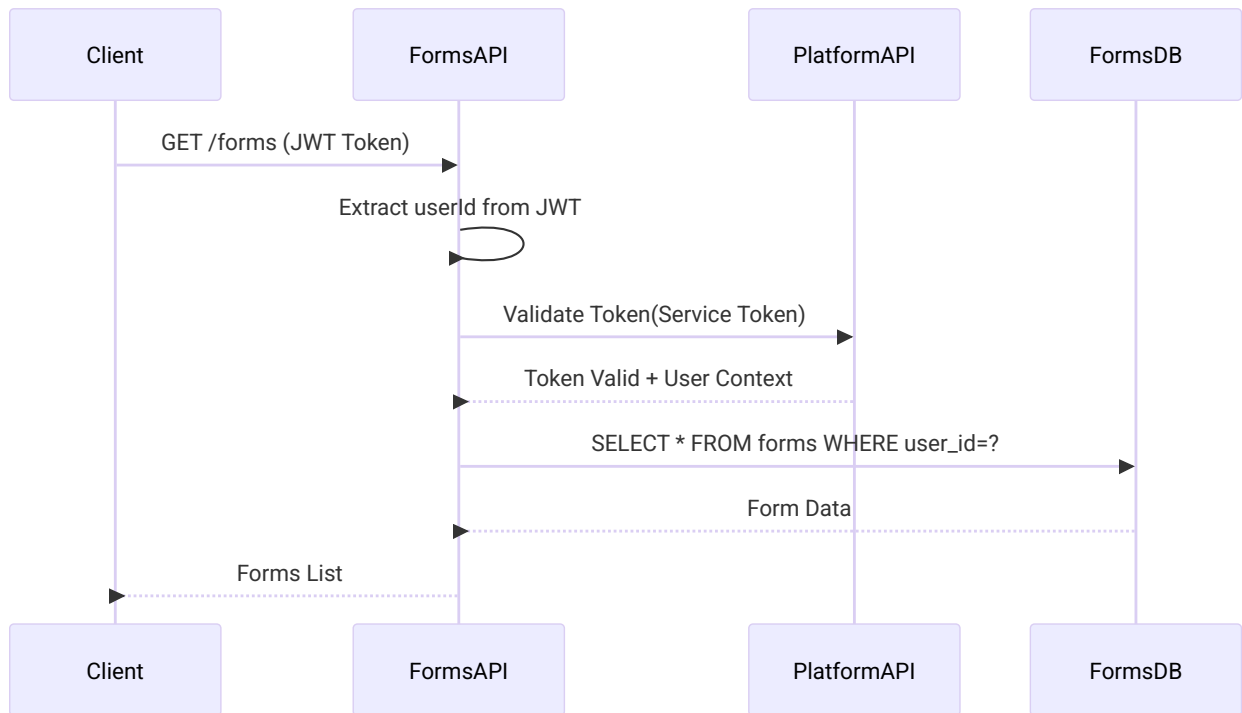 Client
FormsAPI
PlatformAPI
FormsDB
GET /forms (JWT Token)
Extract userId from JWT
Validate Token(Service Token)
Token Valid + User Context
SELECT * FROM forms WHERE user_id=?
Form Data
Forms List
Client
FormsAPI
PlatformAPI
FormsDB